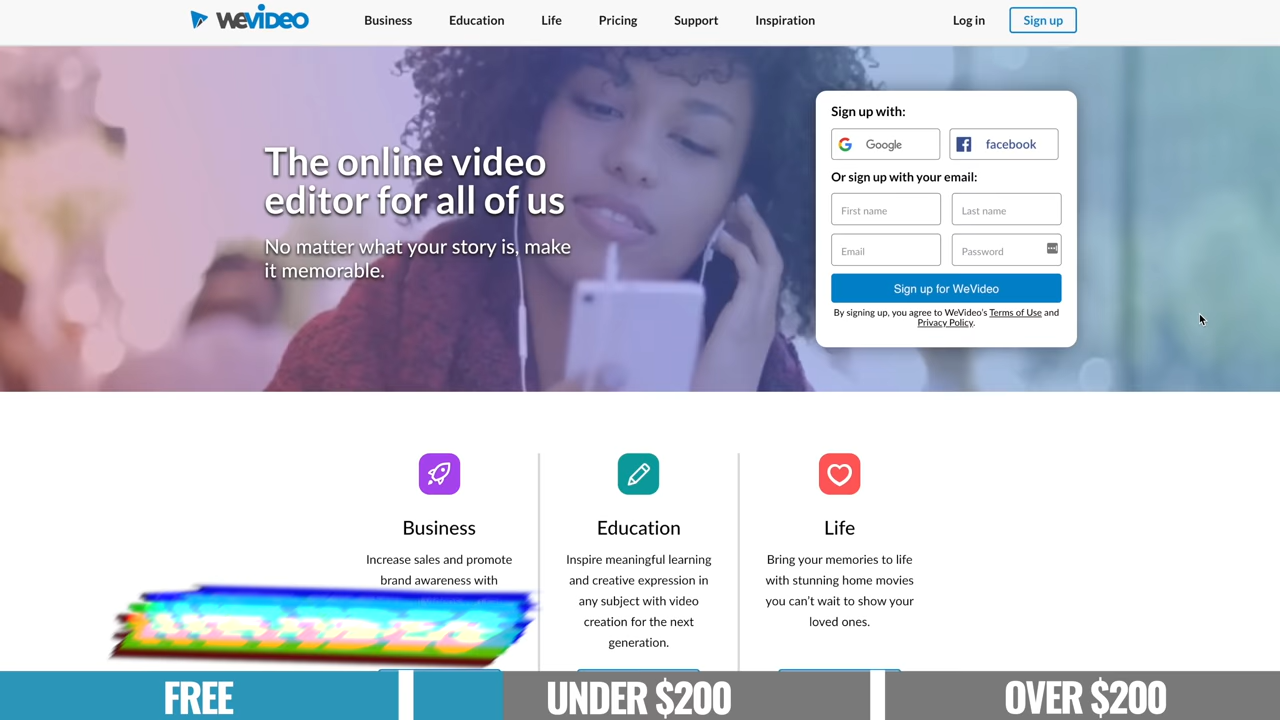 WEVIDEO
Business
Education
Life
Pricing
Support
Inspiration
Log in
Sign up
The online video
editor for all of us
No matter what your story is, make
it memorable.
Sign up with:
Google
facebook
Or sign up with your email:
First name
Last name
Email
Password
Sign up for WeVideo
By signing up, you agree to WeVideo's Terms of Use and
Privacy Policy.
Business
Increase sales and promote
brand awareness with
Education
Inspire meaningful learning
and creative expression in
any subject with video
creation for the next
generation.
Life
Bring your memories to life
with stunning home movies
you can't wait to show your
loved ones.
FREE
UNDER $200
OVER $200